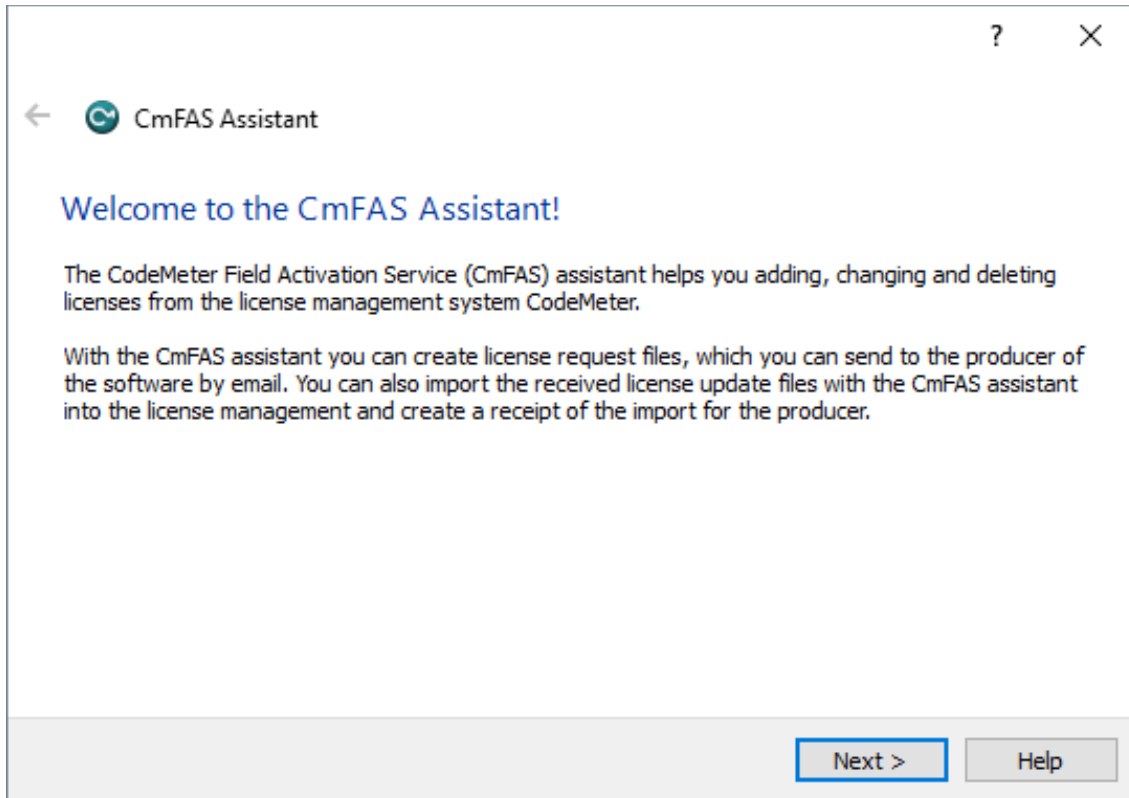 ?
CmFAS Assistant
Welcome to the CmFAS Assistant!
The CodeMeter Field Activation Service (CmFAS) assistant helps you adding, changing and deleting
licenses from the license management system CodeMeter.
With the CmFAS assistant you can create license request files, which you can send to the producer of
the software by email. You can also import the received license update files with the CmFAS assistant
into the license management and create a receipt of the import for the producer.
Next >
Help